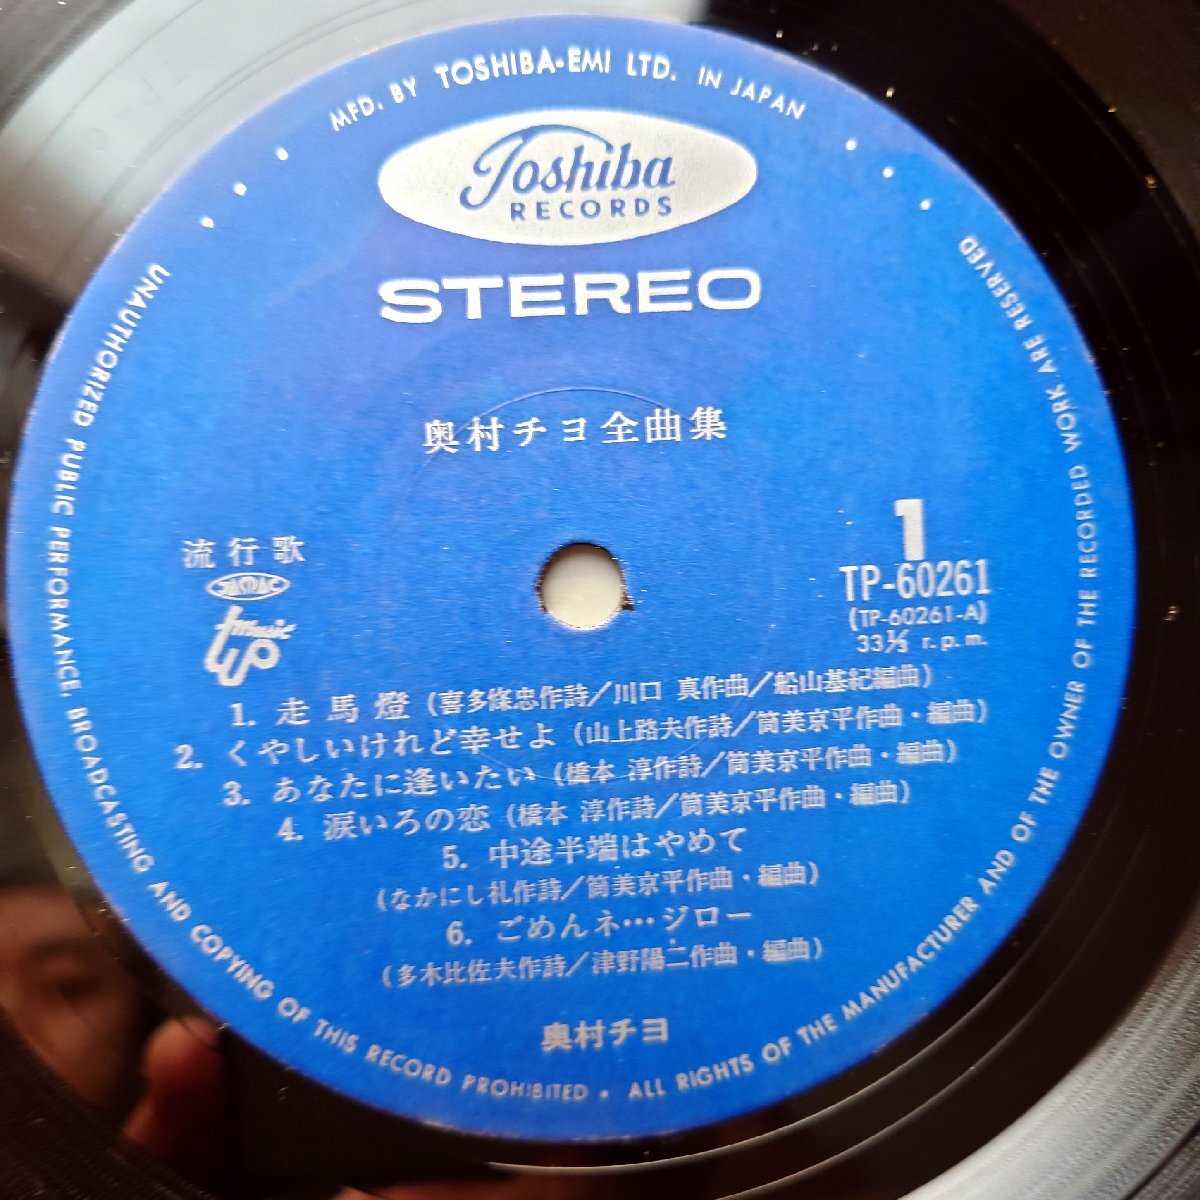 MFD. BY TOSHIBA-EMI LTD. IN JAPAN
Toshiba
RECORDS
STEREO
奥村チヨ全曲集
流行歌
1
TP-60261
(TP-60261-A)
33⅓ r.p.m.
music
1. 走馬燈 (喜多條忠作詩/川口 真作曲/船山基紀編曲)
2. くやしいけれど幸せよ (山上路夫作詩/筒美京平作曲・編曲)
3. あなたに逢いたい (橋本 淳作詩/筒美京平作曲・編曲)
4. 涙いろの恋 (橋本 淳作詩/筒美京平作曲・編曲)
5. 中途半端はやめて
(なかにし礼作詩/筒美京平作曲・編曲)
6. ごめんネ…ジロー
(多木比佐夫作詩/津野陽二作曲・編曲)
奥村チヨ
UNAUTHORIZED PUBLIC PERFORMANCE, BROADCASTING AND COPYING OF THIS RECORD PROHIBITED • ALL RIGHTS OF THE MANUFACTURER AND OF THE OWNER OF THE RECORDED WORK ARE RESERVED